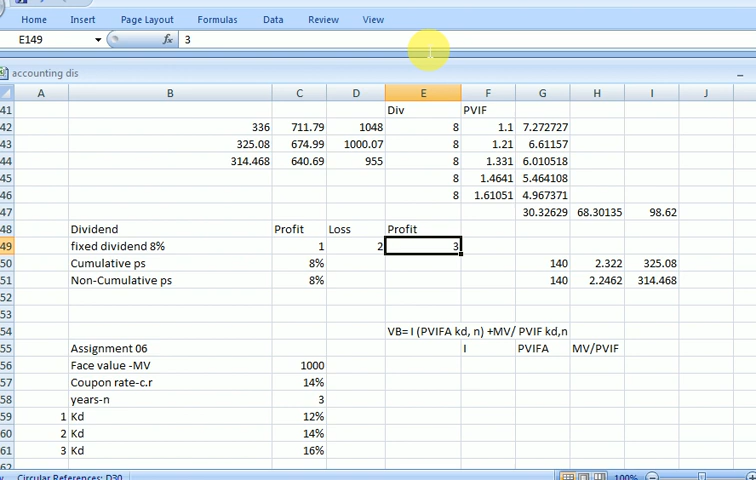 Home Insert Page Layout Formulas Data Review View
E149 fx 3
accounting dis
A B C D E F G H I J
41 Div PVIF
42 336 711.79 1048 8 1.1 7.272727
43 325.08 674.99 1000.07 8 1.21 6.61157
44 314.468 640.69 955 8 1.331 6.010518
45 8 1.4641 5.464108
46 8 1.61051 4.967371
47 30.32629 68.30135 98.62
48 Dividend Profit Loss Profit
49 fixed dividend 8% 1 2 3
50 Cumulative ps 8% 140 2.322 325.08
51 Non-Cumulative ps 8% 140 2.2462 314.468
52
53
54 VB= I (PVIFA kd, n) +MV/ PVIF kd,n
55 Assignment 06 I PVIFA MV/PVIF
56 Face value -MV 1000
57 Coupon rate-c.r 14%
58 years-n 3
59 1 Kd 12%
60 2 Kd 14%
61 3 Kd 16%
62
Circular References: D30 100%